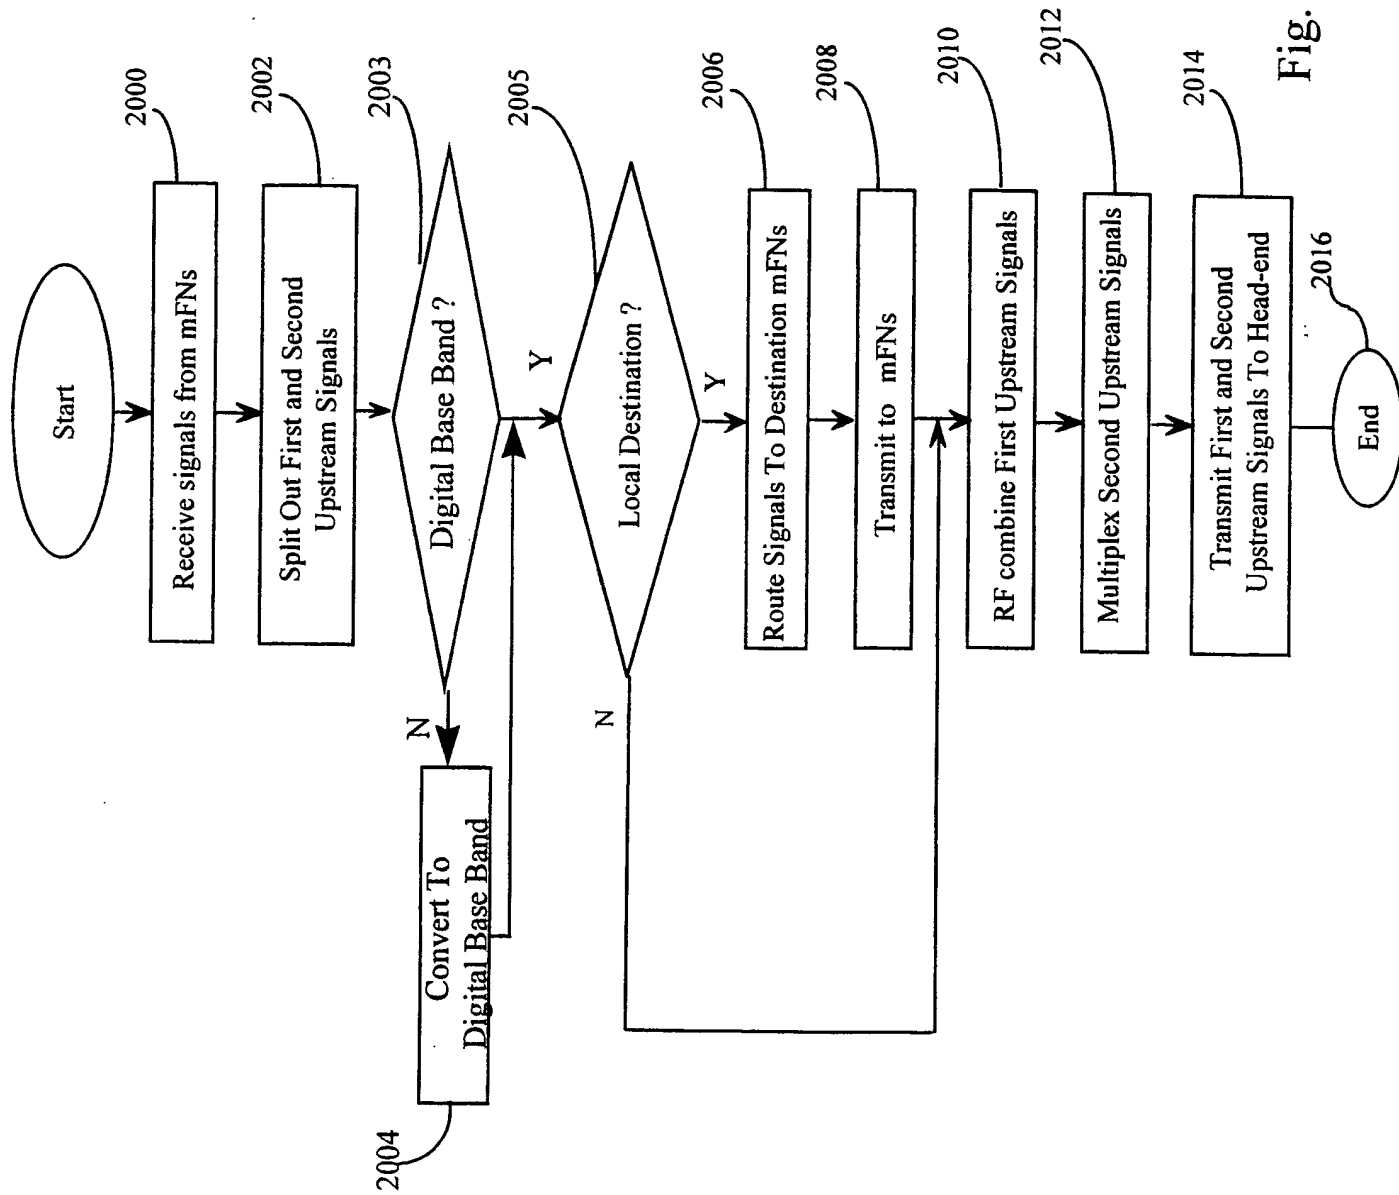 Start
2000
Receive signals from mFNs
2002
Split Out First and Second
Upstream Signals
2003
Digital Base Band ?
N
Y
Convert To
Digital Base Band
2004
2005
Local Destination ?
N
Y
2006
Route Signals To Destination mFNs
2008
Transmit to mFNs
2010
RF combine First Upstream Signals
2012
Multiplex Second Upstream Signals
2014
Transmit First and Second
Upstream Signals To Head-end
2016
End
Fig.